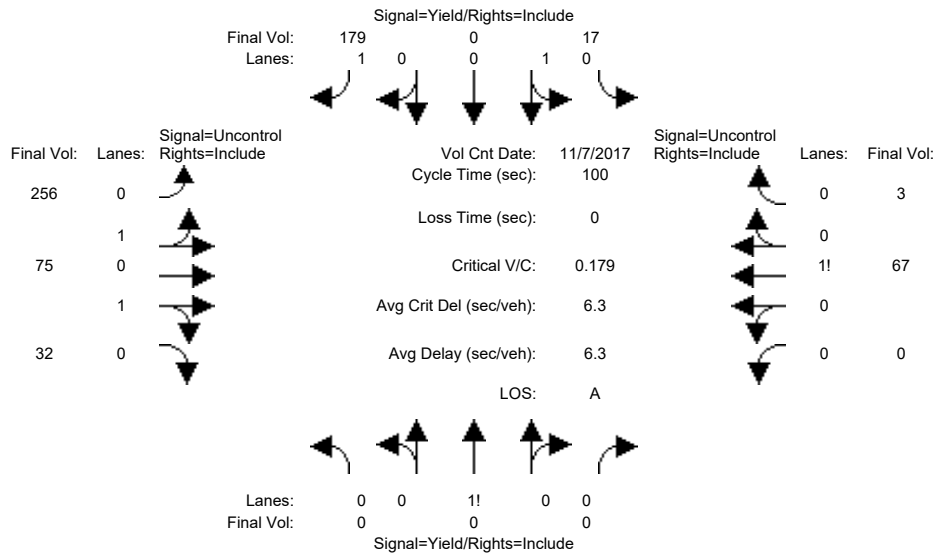 Signal=Yield/Rights=Include
Final Vol: 179 0 17
Lanes: 1 0 0 1 0
Signal=Uncontrol
Final Vol: Lanes: Rights=Include
Vol Cnt Date: 11/7/2017
Signal=Uncontrol
Rights=Include Lanes: Final Vol:
Cycle Time (sec): 100
256 0
0 3
Loss Time (sec): 0
1
0
75 0
Critical V/C: 0.179
1! 67
1
Avg Crit Del (sec/veh): 6.3
0
32 0
Avg Delay (sec/veh): 6.3
0 0
LOS: A
Lanes: 0 0 1! 0 0
Final Vol: 0 0 0
Signal=Yield/Rights=Include